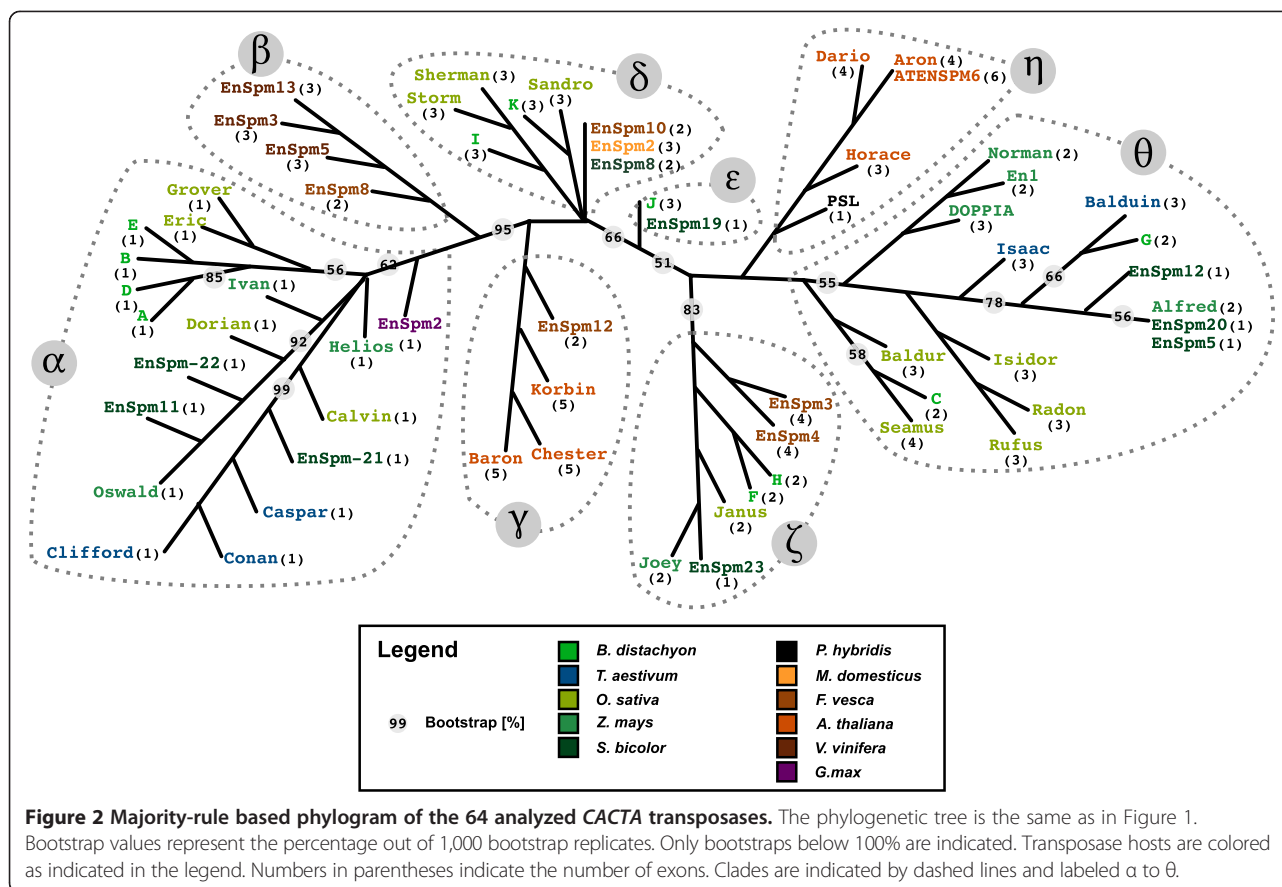 β
EnSpm13(3)
EnSpm3
(3)
EnSpm5
(3)
EnSpm8
(2)
δ
Sherman(3)
Storm
(3)
K(3)
Sandro
(3)
I
(3)
EnSpm10(2)
EnSpm2(3)
EnSpm8(2)
ε
J(3)
EnSpm19(1)
η
Dario
(4)
Aron(4)
ATENSPM6(6)
Horace
(3)
PSL
(1)
θ
Norman(2)
En1
(2)
DOPPIA
(3)
Balduin(3)
G(2)
Isaac
(3)
EnSpm12(1)
Alfred(2)
EnSpm20(1)
EnSpm5(1)
66
78
56
55
58
Baldur
(3)
C
(2)
Seamus
(4)
Isidor
(3)
Radon
(3)
Rufus
(3)
95
66
51
83
62
56
85
92
99
α
Grover
(1)
Eric
(1)
E
(1)
B
(1)
D
(1)
A
(1)
Ivan(1)
Dorian(1)
EnSpm-22(1)
EnSpm11(1)
Oswald(1)
Helios(1)
(1)
EnSpm2
Calvin(1)
EnSpm-21(1)
Caspar(1)
Clifford(1)
Conan(1)
γ
EnSpm12
(2)
Korbin
(5)
Baron
(5)
Chester
(5)
ζ
EnSpm3
(4)
EnSpm4
(4)
H(2)
F(2)
Janus
(2)
Joey
(2)
EnSpm23
(1)
Legend
99 Bootstrap [%]
B. distachyon
T. aestivum
O. sativa
Z. mays
S. bicolor
P. hybridis
M. domesticus
F. vesca
A. thaliana
V. vinifera
G.max
Figure 2 Majority-rule based phylogram of the 64 analyzed CACTA transposases. The phylogenetic tree is the same as in Figure 1.
Bootstrap values represent the percentage out of 1,000 bootstrap replicates. Only bootstraps below 100% are indicated. Transposase hosts are colored
as indicated in the legend. Numbers in parentheses indicate the number of exons. Clades are indicated by dashed lines and labeled α to θ.